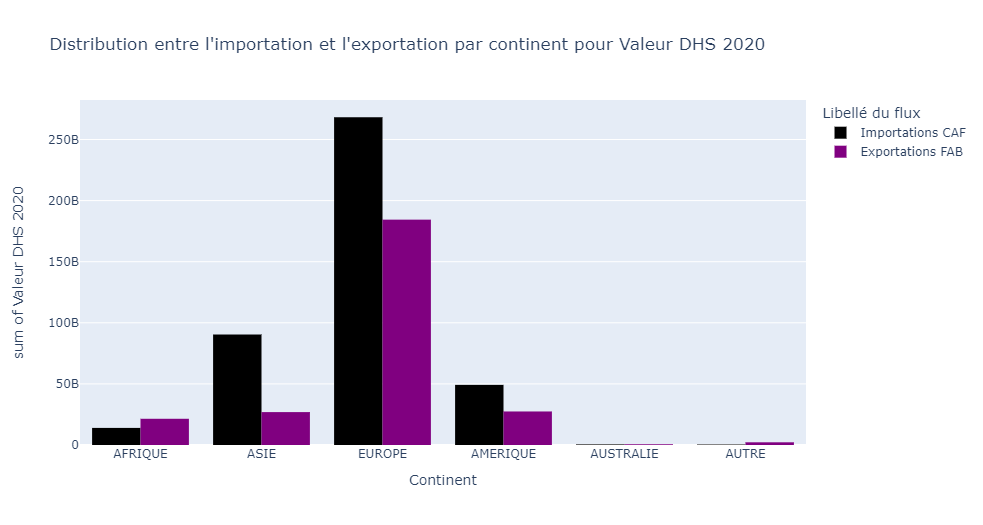 Distribution entre l'importation et l'exportation par continent pour Valeur DHS 2020
Libellé du flux
Importations CAF
Exportations FAB
sum of Valeur DHS 2020
250B
200B
150B
100B
50B
0
AFRIQUE
ASIE
EUROPE
AMERIQUE
AUSTRALIE
AUTRE
Continent